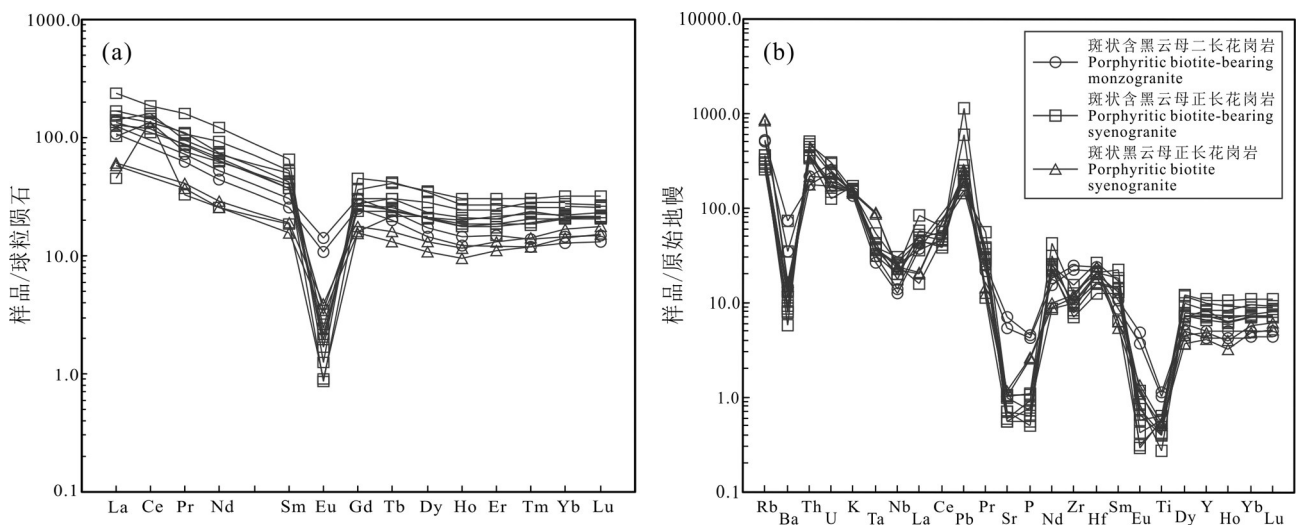 (a)
1000.0
100.0
10.0
1.0
0.1
样品/球粒陨石
La Ce Pr Nd Sm Eu Gd Tb Dy Ho Er Tm Yb Lu
(b)
10000.0
1000.0
100.0
10.0
1.0
0.1
样品/原始地幔
斑状含黑云母二长花岗岩
Porphyritic biotite-bearing
monzogranite
斑状含黑云母正长花岗岩
Porphyritic biotite-bearing
syenogranite
斑状黑云母正长花岗岩
Porphyritic biotite
syenogranite
Rb Ba Th U K Ta Nb La Ce Pb Pr Sr P Nd Zr Hf Sm Eu Ti Dy Y Ho Yb Lu